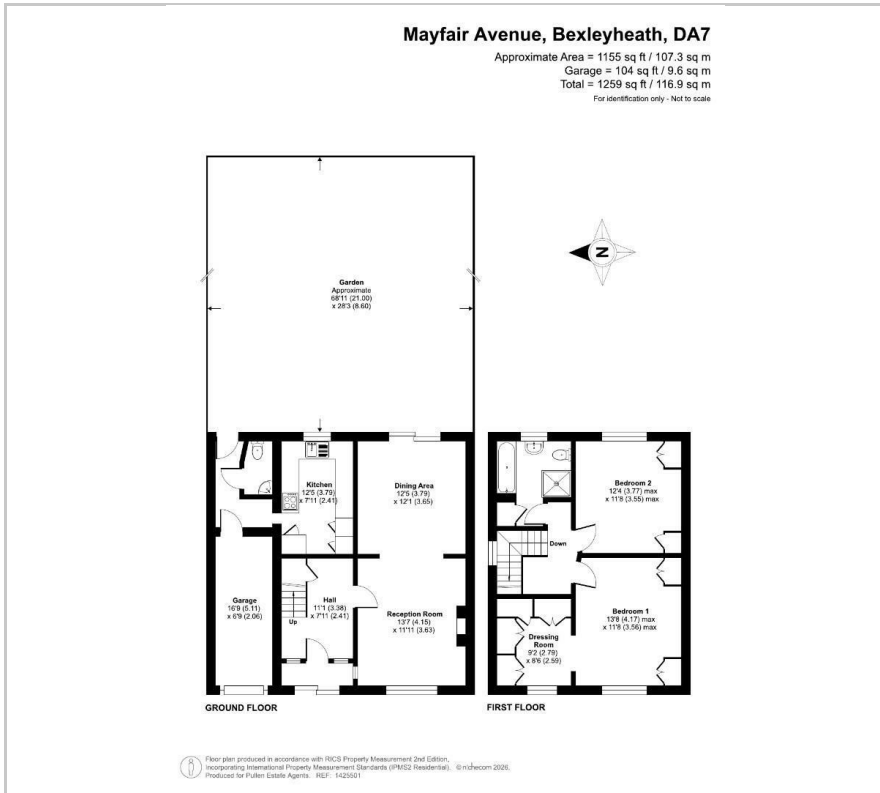 Mayfair Avenue, Bexleyheath, DA7
Approximate Area = 1155 sq ft / 107.3 sq m
Garage = 104 sq ft / 9.6 sq m
Total = 1259 sq ft / 116.9 sq m
For identification only - Not to scale
N
Garden
Approximate
68'11 (21.00)
x 28'3 (8.60)
Kitchen
12'5 (3.79)
x 7'11 (2.41)
Dining Area
12'5 (3.79)
x 12'1 (3.65)
Bedroom 2
12'4 (3.77) max
x 11'8 (3.55) max
Down
Garage
16'9 (5.11)
x 6'9 (2.06)
Hall
11'1 (3.38)
x 7'11 (2.41)
Up
Reception Room
13'7 (4.15)
x 11'11 (3.63)
Bedroom 1
13'8 (4.17) max
x 11'8 (3.56) max
Dressing
Room
9'2 (2.79)
x 8'6 (2.59)
GROUND FLOOR
FIRST FLOOR
Floor plan produced in accordance with RICS Property Measurement 2nd Edition,
Incorporating International Property Measurement Standards (IPMS2 Residential). © nichecom 2026.
Produced for Pullen Estate Agents. REF: 1425501